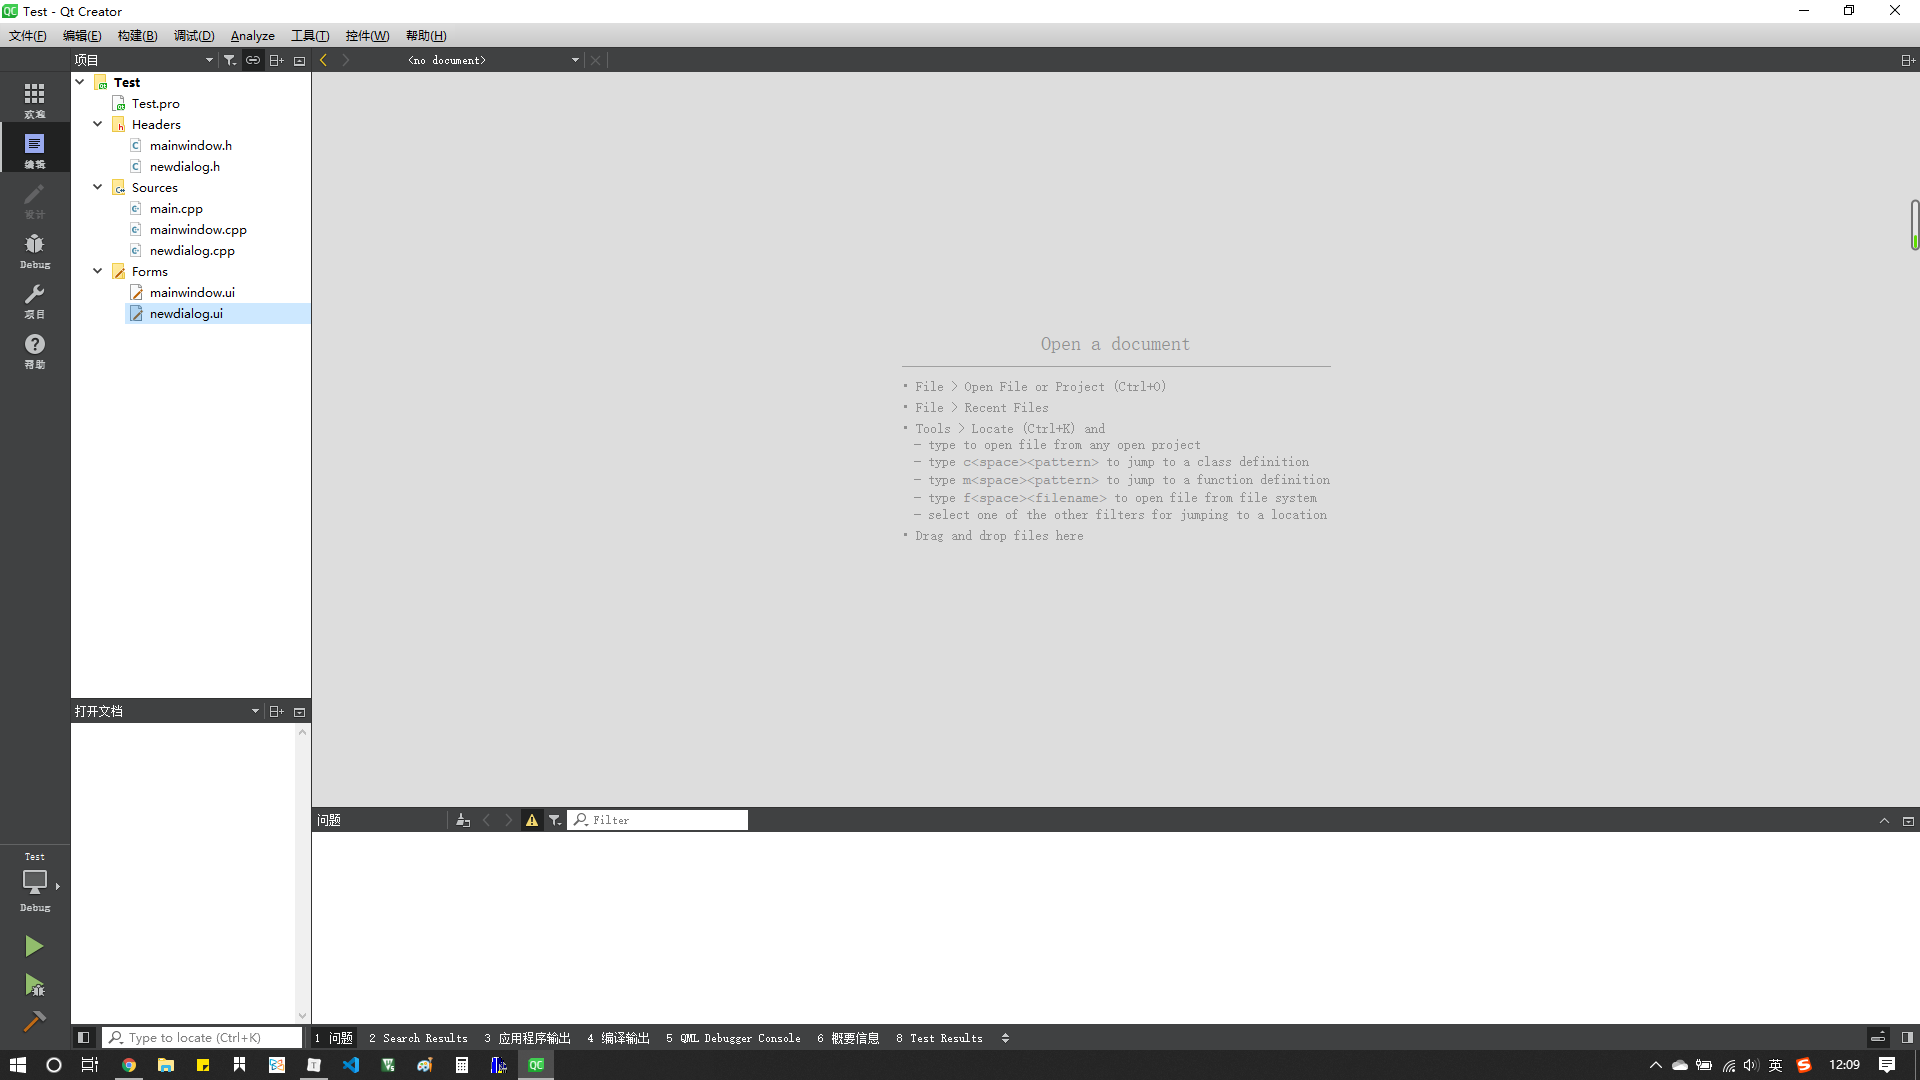 Test - Qt Creator
文件(F) 编辑(E) 构建(B) 调试(D) Analyze 工具(T) 控件(W) 帮助(H)
项目
<no document>
Test
Test.pro
Headers
mainwindow.h
newdialog.h
Sources
main.cpp
mainwindow.cpp
newdialog.cpp
Forms
mainwindow.ui
newdialog.ui
欢迎
编辑
设计
Debug
项目
帮助
Open a document
• File > Open File or Project (Ctrl+O)
• File > Recent Files
• Tools > Locate (Ctrl+K) and
- type to open file from any open project
- type c<space><pattern> to jump to a class definition
- type m<space><pattern> to jump to a function definition
- type f<space><filename> to open file from file system
- select one of the other filters for jumping to a location
• Drag and drop files here
打开文档
问题
Filter
Test
Debug
Type to locate (Ctrl+K)
1 问题 2 Search Results 3 应用程序输出 4 编译输出 5 QML Debugger Console 6 概要信息 8 Test Results
英 12:09